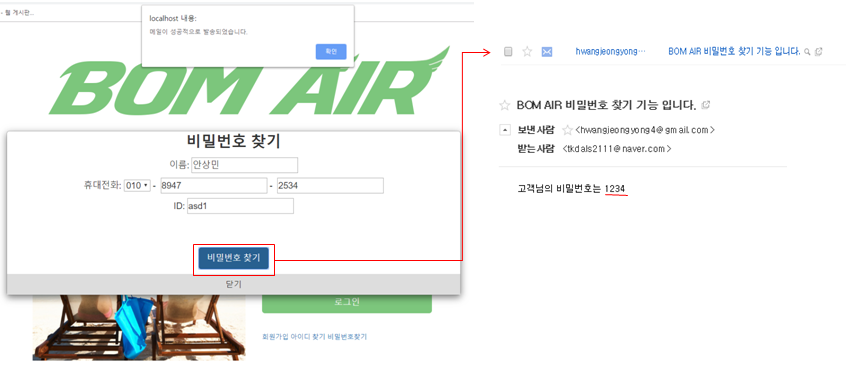 - 웹 게시판...
localhost 내용:
메일이 성공적으로 발송되었습니다.
확인
BOM AIR
비밀번호 찾기
이름: 안상민
휴대전화: 010 - 8947 - 2534
ID: asd1
비밀번호 찾기
닫기
로그인
회원가입 아이디 찾기 비밀번호찾기
hwangjeongyong... BOM AIR 비밀번호 찾기 기능 입니다.
BOM AIR 비밀번호 찾기 기능 입니다.
보낸사람 <hwangjeongyong4@gmail.com>
받는사람 <tkdals2111@naver.com>
고객님의 비밀번호는 1234